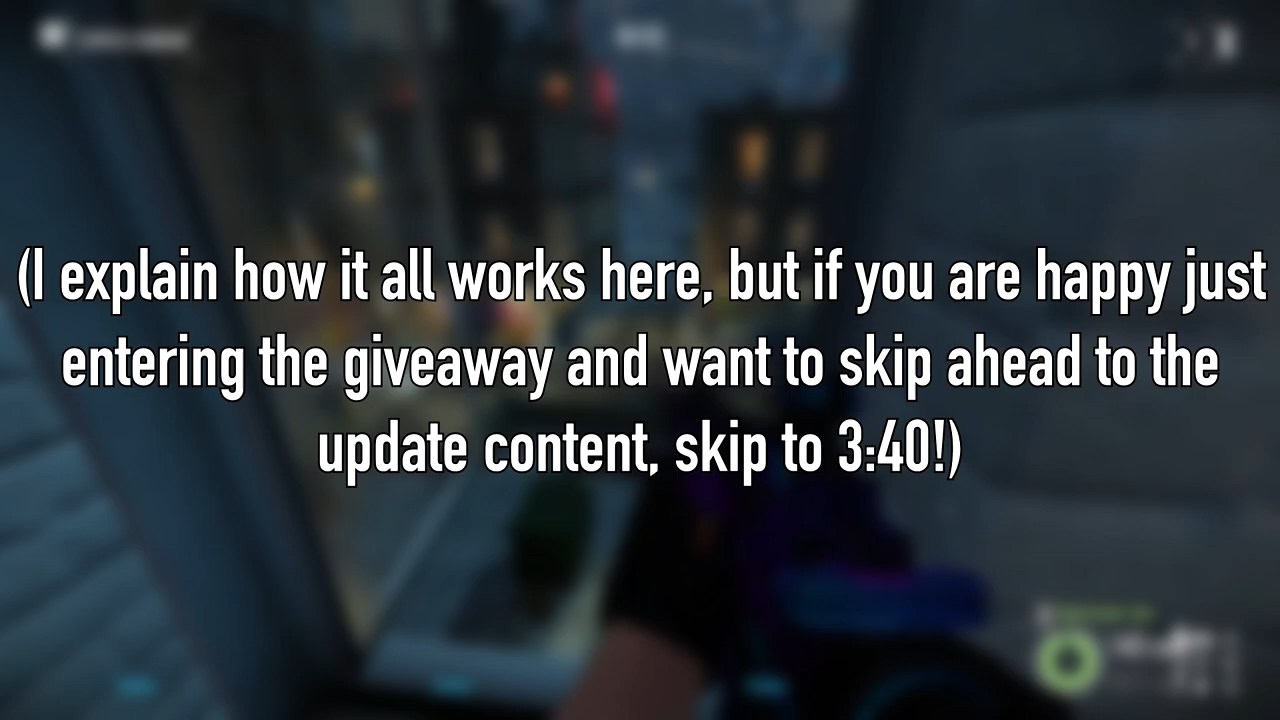 (I explain how it all works here, but if you are happy just
entering the giveaway and want to skip ahead to the
update content, skip to 3:40!)